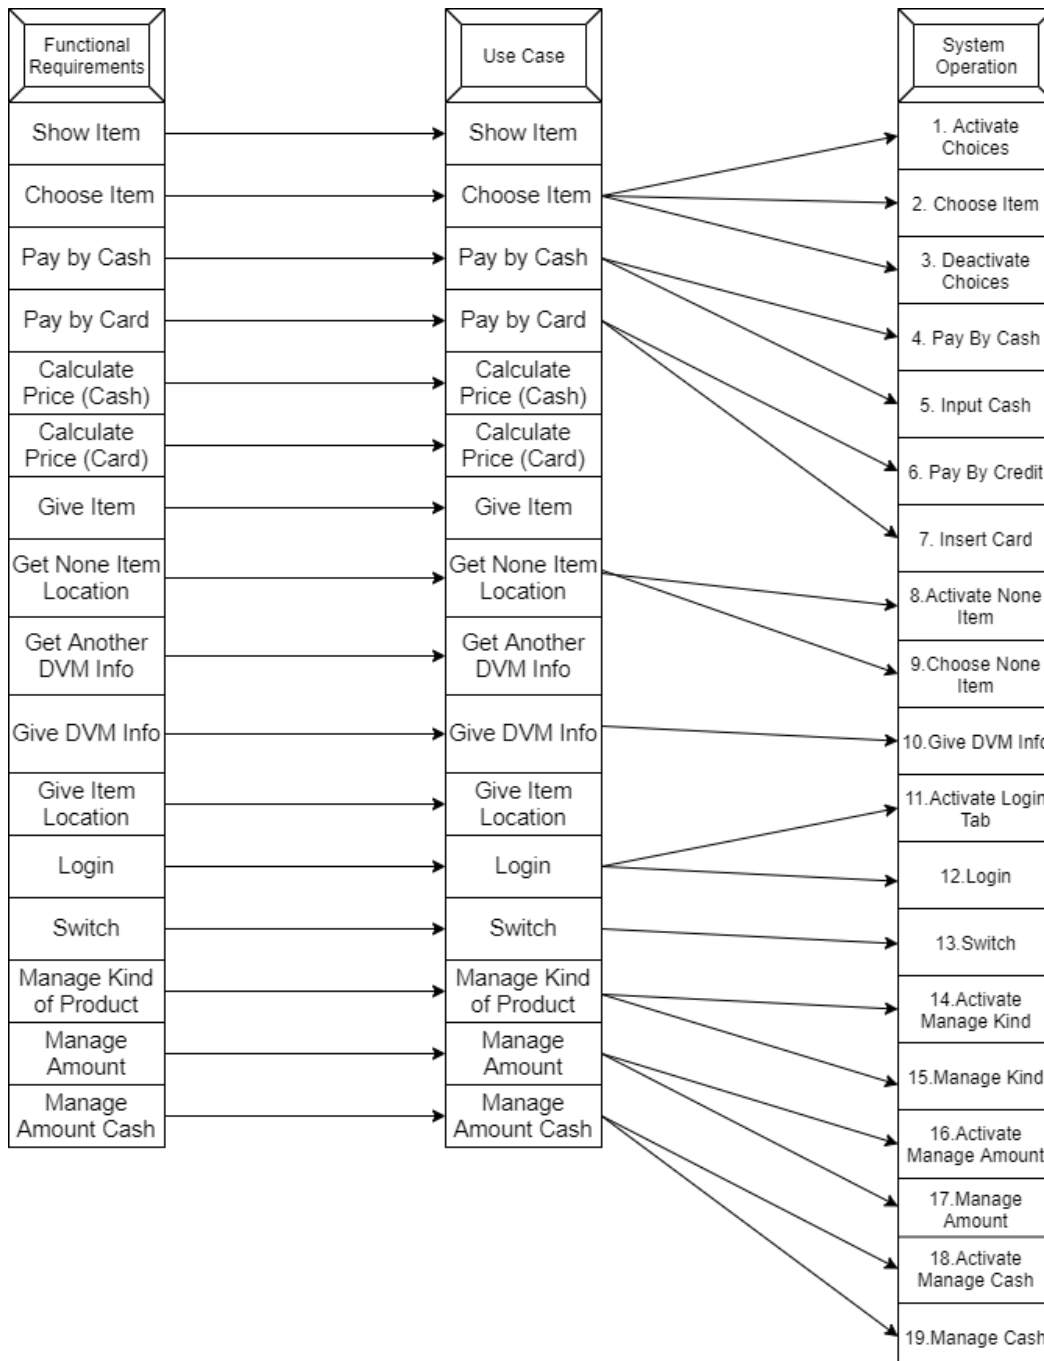 Functional
Requirements
Show Item
Choose Item
Pay by Cash
Pay by Card
Calculate
Price (Cash)
Calculate
Price (Card)
Give Item
Get None Item
Location
Get Another
DVM Info
Give DVM Info
Give Item
Location
Login
Switch
Manage Kind
of Product
Manage
Amount
Manage
Amount Cash
Use Case
Show Item
Choose Item
Pay by Cash
Pay by Card
Calculate
Price (Cash)
Calculate
Price (Card)
Give Item
Get None Item
Location
Get Another
DVM Info
Give DVM Info
Give Item
Location
Login
Switch
Manage Kind
of Product
Manage
Amount
Manage
Amount Cash
System
Operation
1. Activate
Choices
2. Choose Item
3. Deactivate
Choices
4. Pay By Cash
5. Input Cash
6. Pay By Credit
7. Insert Card
8.Activate None
Item
9.Choose None
Item
10.Give DVM Info
11.Activate Login
Tab
12.Login
13.Switch
14.Activate
Manage Kind
15.Manage Kind
16.Activate
Manage Amount
17.Manage
Amount
18.Activate
Manage Cash
19.Manage Cash